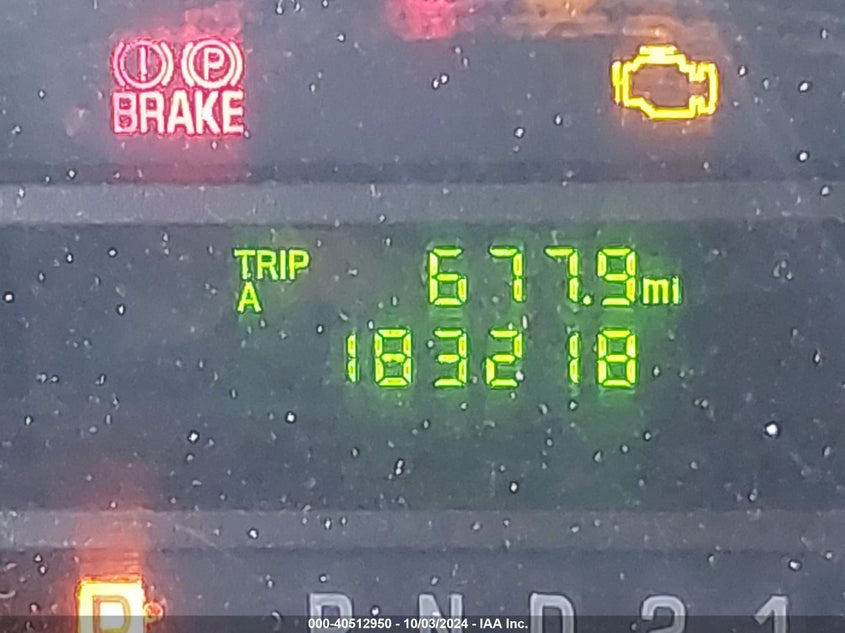 (!) (P)
BRAKE
TRIP 677.9 mi
A
183218
P R N D 2 1
000-40512950 - 10/03/2024 - IAA Inc.